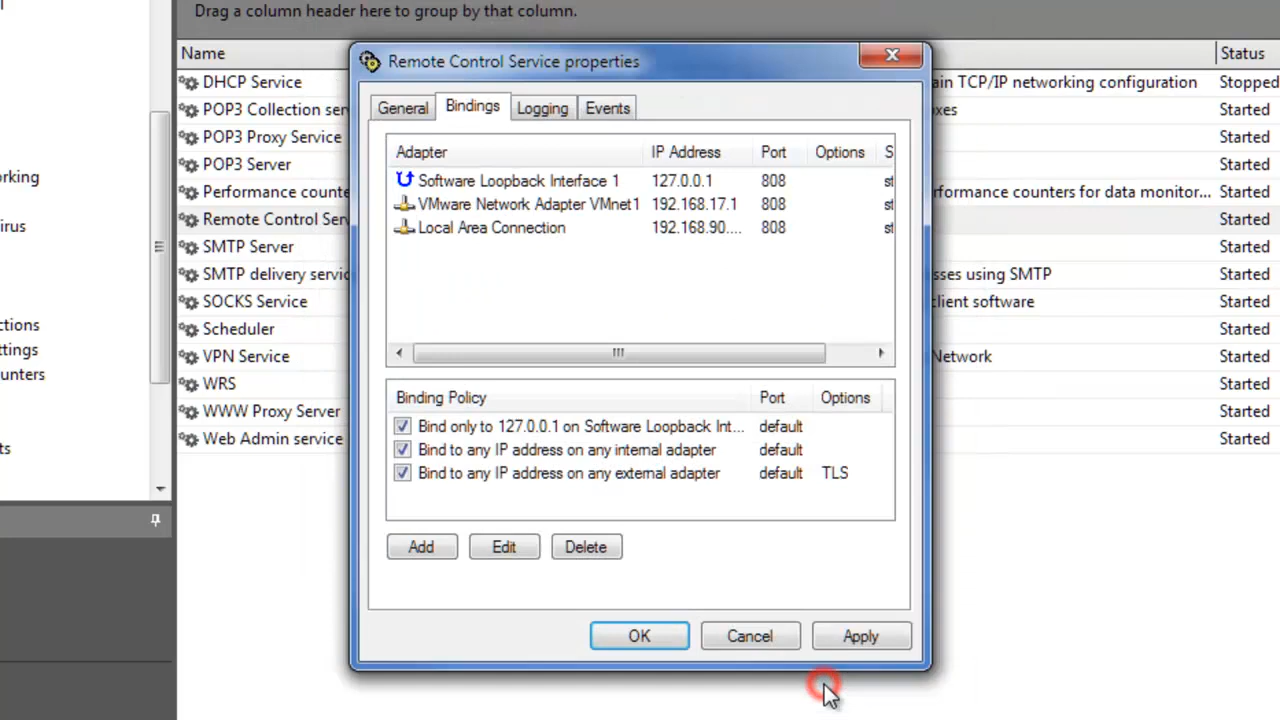 Drag a column header here to group by that column.
Name
Status
Remote Control Service properties
DHCP Service
ain TCP/IP networking configuration
Stopped
POP3 Collection ser
xes
Started
POP3 Proxy Service
Started
POP3 Server
Started
Performance counte
rformance counters for data monitor...
Started
Remote Control Serv
Started
SMTP Server
Started
SMTP delivery servic
sses using SMTP
Started
SOCKS Service
client software
Started
Scheduler
Started
VPN Service
Network
Started
WRS
Started
WWW Proxy Server
Started
Web Admin service
Started
orking
irus
ctions
ttings
unters
ts
General Bindings Logging Events
Adapter IP Address Port Options S
Software Loopback Interface 1 127.0.0.1 808 st
VMware Network Adapter VMnet1 192.168.17.1 808 st
Local Area Connection 192.168.90.... 808 st
Binding Policy Port Options
Bind only to 127.0.0.1 on Software Loopback Int... default
Bind to any IP address on any internal adapter default
Bind to any IP address on any external adapter default TLS
Add Edit Delete
OK Cancel Apply